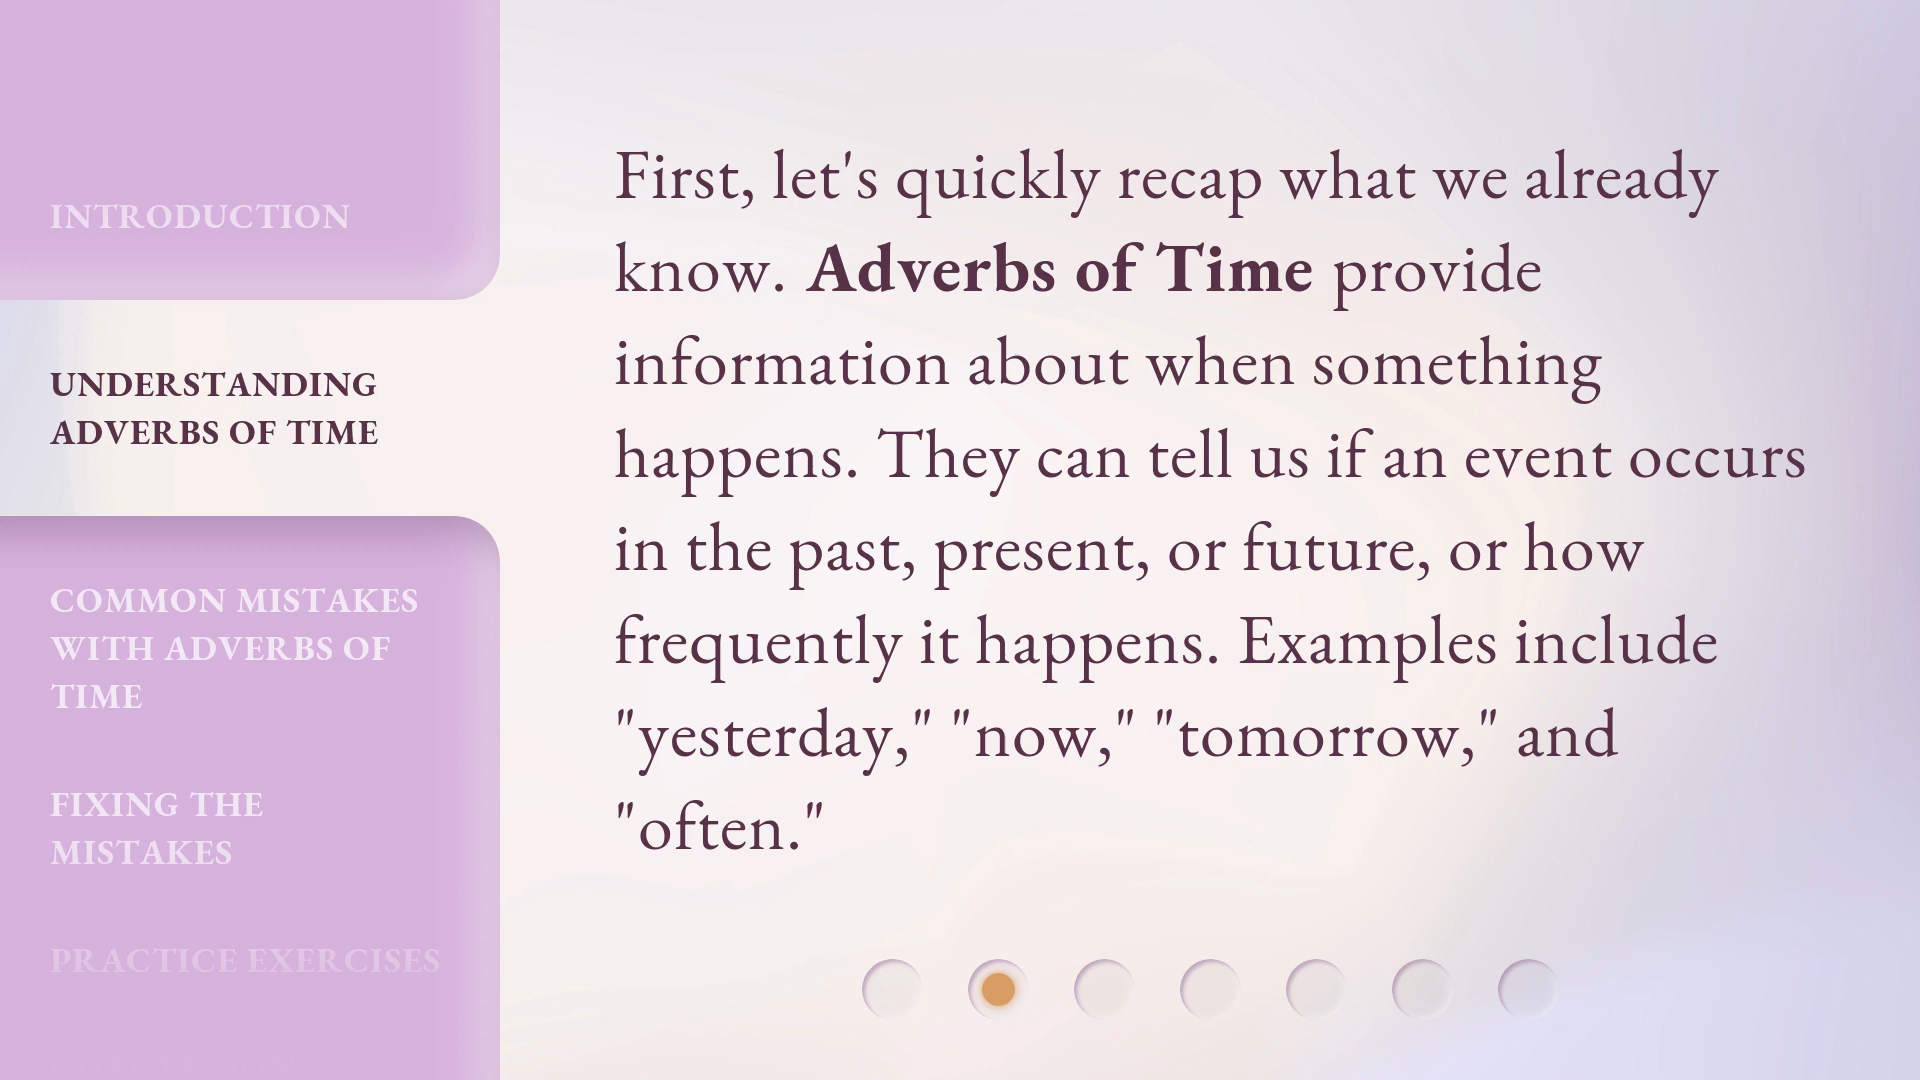 INTRODUCTION
UNDERSTANDING
ADVERBS OF TIME
COMMON MISTAKES
WITH ADVERBS OF
TIME
FIXING THE
MISTAKES
PRACTICE EXERCISES
First, let's quickly recap what we already
know. Adverbs of Time provide
information about when something
happens. They can tell us if an event occurs
in the past, present, or future, or how
frequently it happens. Examples include
"yesterday," "now," "tomorrow," and
"often."